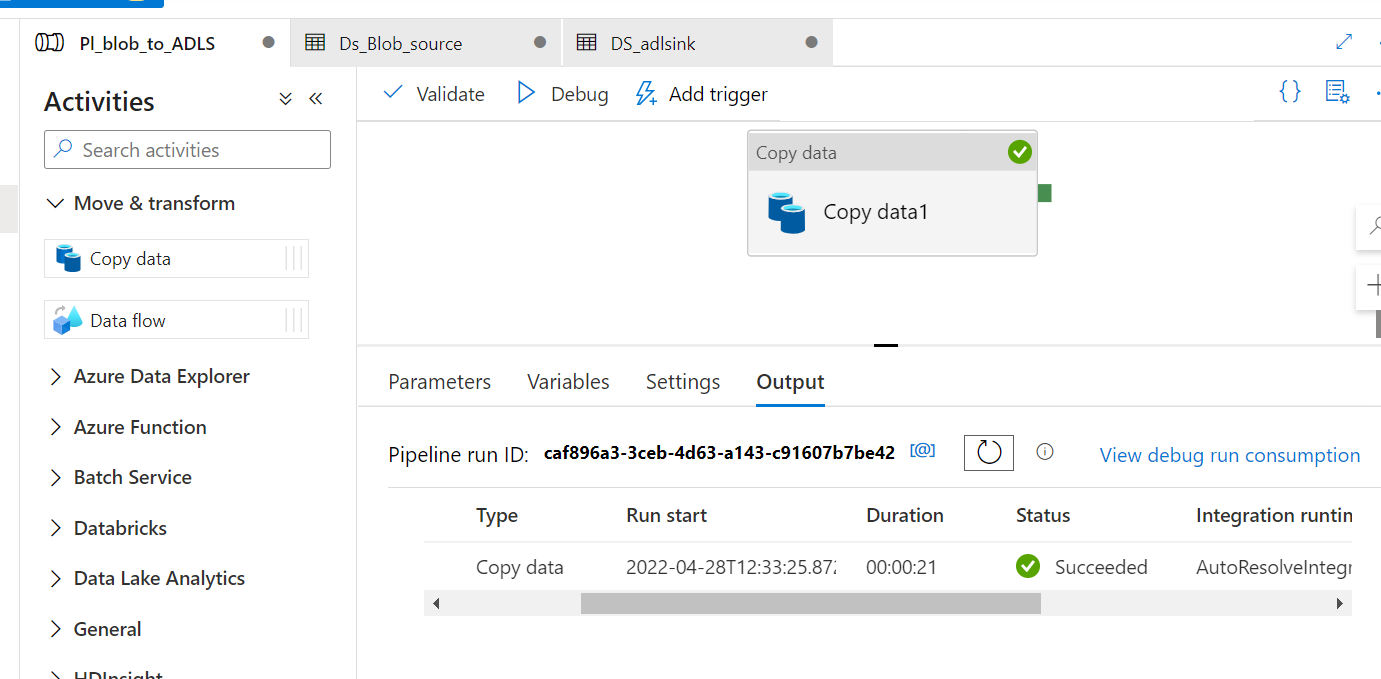 Pl_blob_to_ADLS
Ds_Blob_source
DS_adlsink
Activities
Validate
Debug
Add trigger
{}
Search activities
Move & transform
Copy data
Data flow
Azure Data Explorer
Azure Function
Batch Service
Databricks
Data Lake Analytics
General
HDInsight
Copy data
Copy data1
Parameters
Variables
Settings
Output
Pipeline run ID: caf896a3-3ceb-4d63-a143-c91607b7be42 [@]
View debug run consumption
Type
Run start
Duration
Status
Integration runtin
Copy data
2022-04-28T12:33:25.87
00:00:21
Succeeded
AutoResolveIntegr